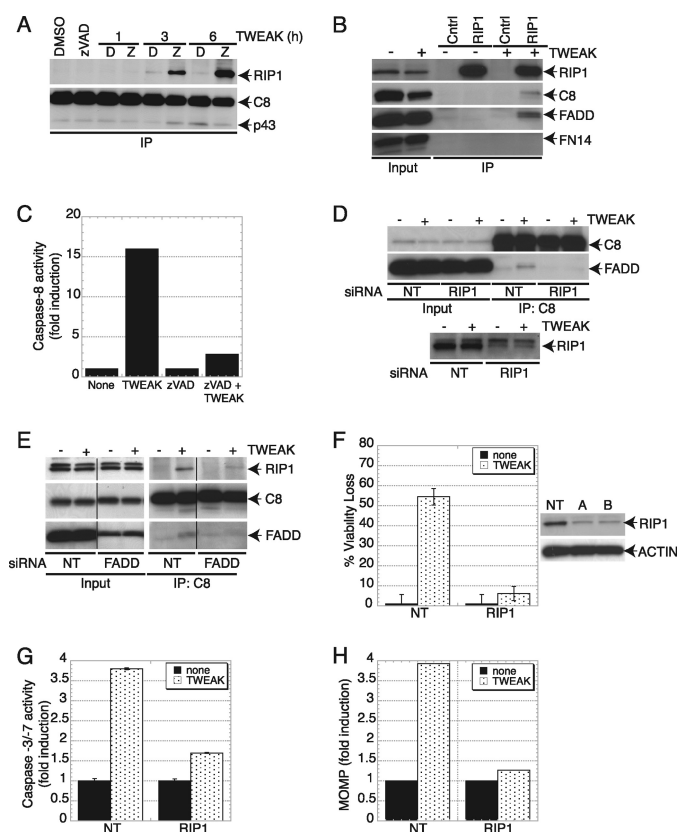 A
DMSO
zVAD
1 3 6 TWEAK (h)
D Z D Z D Z
RIP1
C8
p43
IP
B
Cntrl RIP1 Cntrl RIP1
- + - - + + TWEAK
RIP1
C8
FADD
FN14
Input IP
C
Caspase-8 activity
(fold induction)
20
15
10
5
0
None TWEAK zVAD zVAD +
TWEAK
D
- + - + - + - + TWEAK
C8
FADD
siRNA NT RIP1 NT RIP1
Input IP: C8
- + - + TWEAK
RIP1
siRNA NT RIP1
E
- + - + - + - + TWEAK
RIP1
C8
FADD
siRNA NT FADD NT FADD
Input IP: C8
F
% Viability Loss
80
70
60
50
40
30
20
10
0
none
TWEAK
NT RIP1
NT A B
RIP1
ACTIN
G
Caspase -3/-7 activity
(fold induction)
4
3.5
3
2.5
2
1.5
1
0.5
0
none
TWEAK
NT RIP1
H
MOMP (fold induction)
4
3.5
3
2.5
2
1.5
1
0.5
0
none
TWEAK
NT RIP1